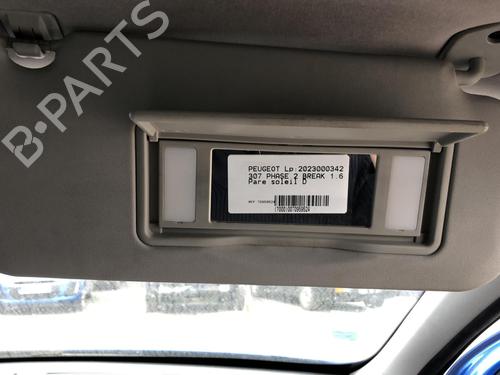 B-PARTS
PEUGEOT Lp:2023000342
307 PHASE 2 BREAK 1.6
Pare soleil D